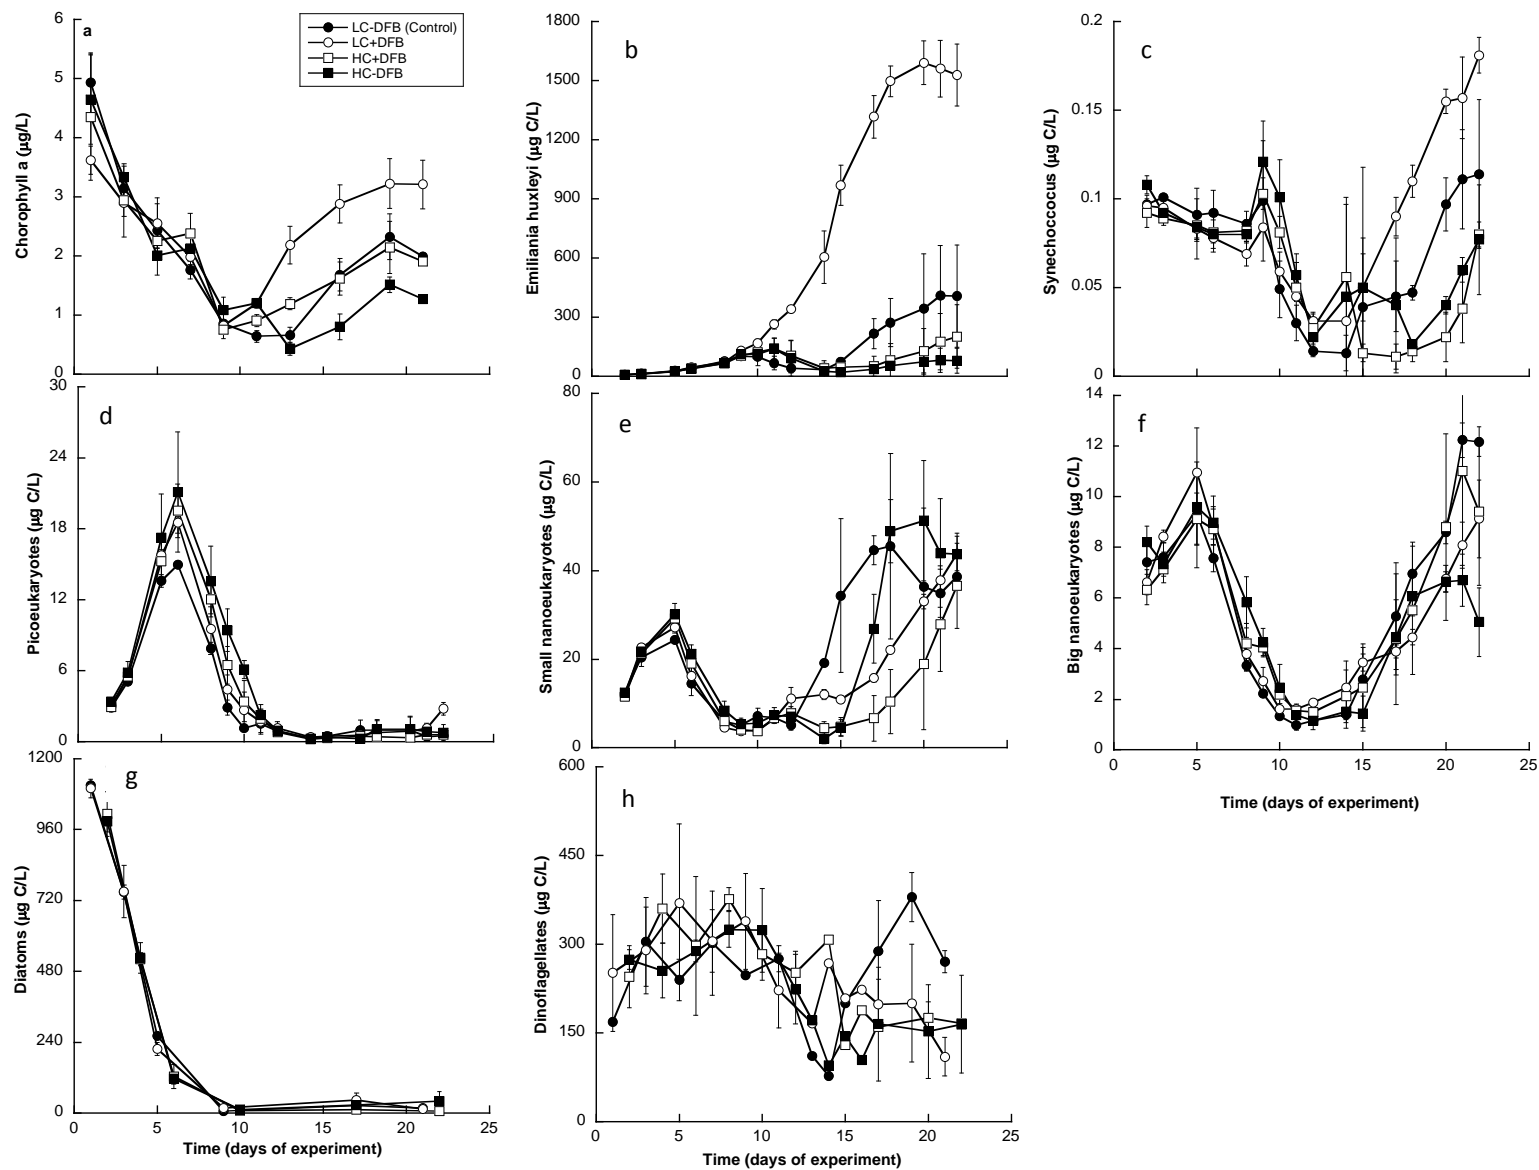 a
LC-DFB (Control)
LC+DFB
HC+DFB
HC-DFB
Chorophyll a (µg/L)
6
5
4
3
2
1
0
b
Emiliania huxleyi (µg C/L)
1800
1500
1200
900
600
300
0
c
Synechoccocus (µg C/L)
0.2
0.15
0.1
0.05
0
d
Picoeukaryotes (µg C/L)
30
24
18
12
6
0
e
Small nanoeukaryotes (µg C/L)
80
60
40
20
0
f
Big nanoeukaryotes (µg C/L)
14
12
10
8
6
4
2
0
0 5 10 15 20 25
Time (days of experiment)
g
Diatoms (µg C/L)
1200
960
720
480
240
0
0 5 10 15 20 25
Time (days of experiment)
h
Dinoflagellates (µg C/L)
600
450
300
150
0
0 5 10 15 20 25
Time (days of experiment)